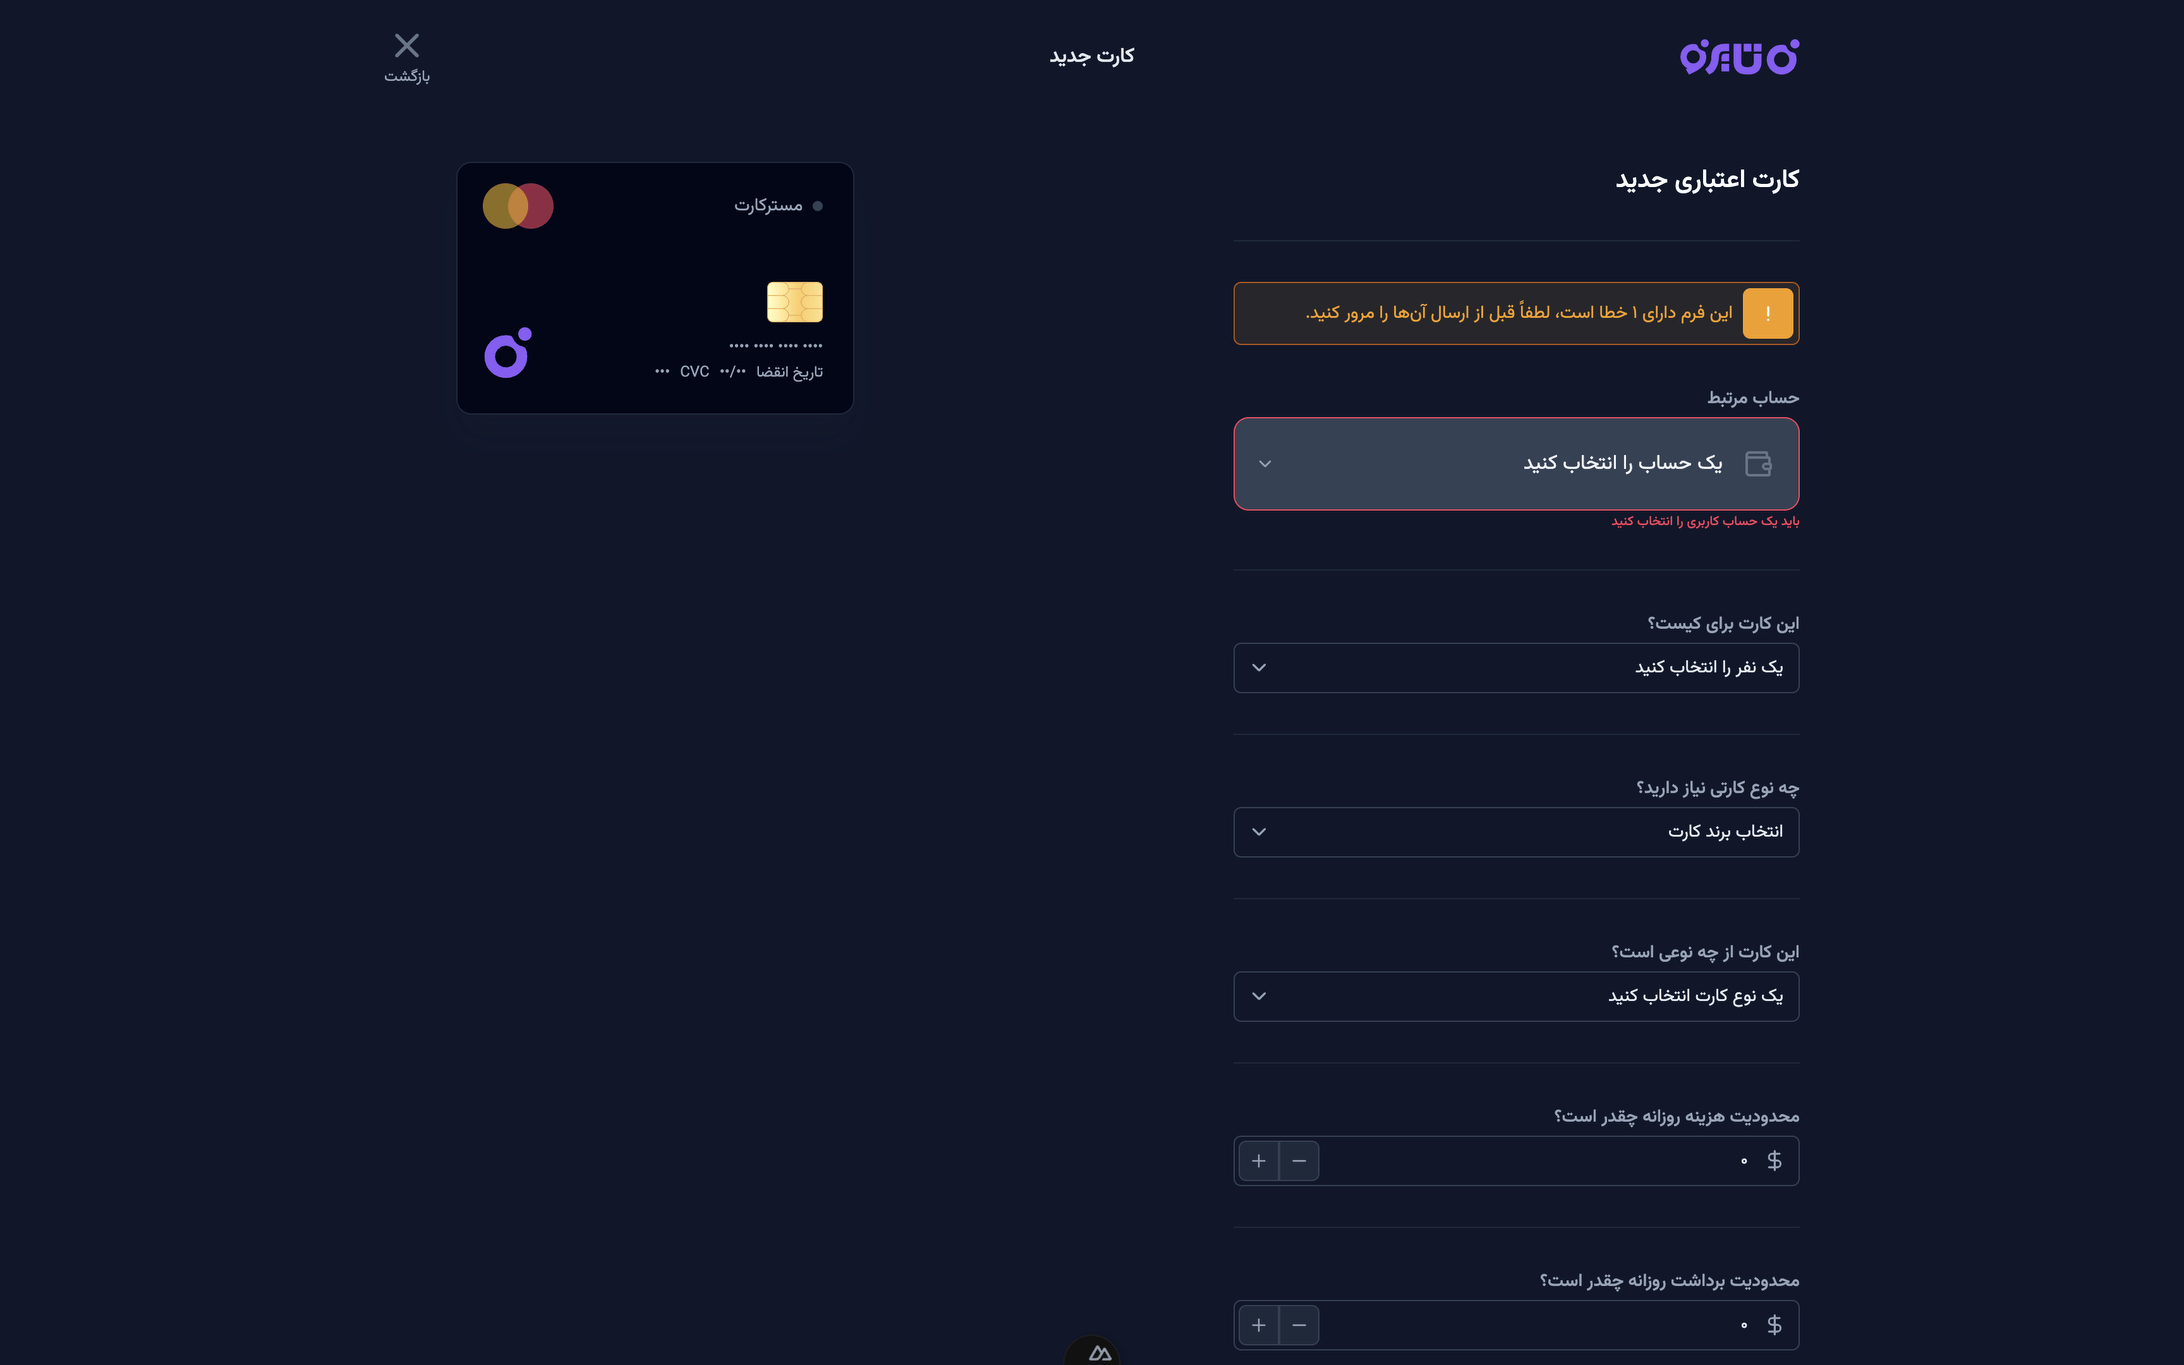 کارت جدید
بازگشت
کارت اعتباری جدید
! این فرم دارای ۱ خطا است، لطفاً قبل از ارسال آن‌ها را مرور کنید.
حساب مرتبط
یک حساب را انتخاب کنید
باید یک حساب کاربری را انتخاب کنید
این کارت برای کیست؟
یک نفر را انتخاب کنید
چه نوع کارتی نیاز دارید؟
انتخاب برند کارت
این کارت از چه نوعی است؟
یک نوع کارت انتخاب کنید
محدودیت هزینه روزانه چقدر است؟
$ ۰
محدودیت برداشت روزانه چقدر است؟
$ ۰
مسترکارت
•••• •••• •••• ••••
تاریخ انقضا ••/•• CVC •••